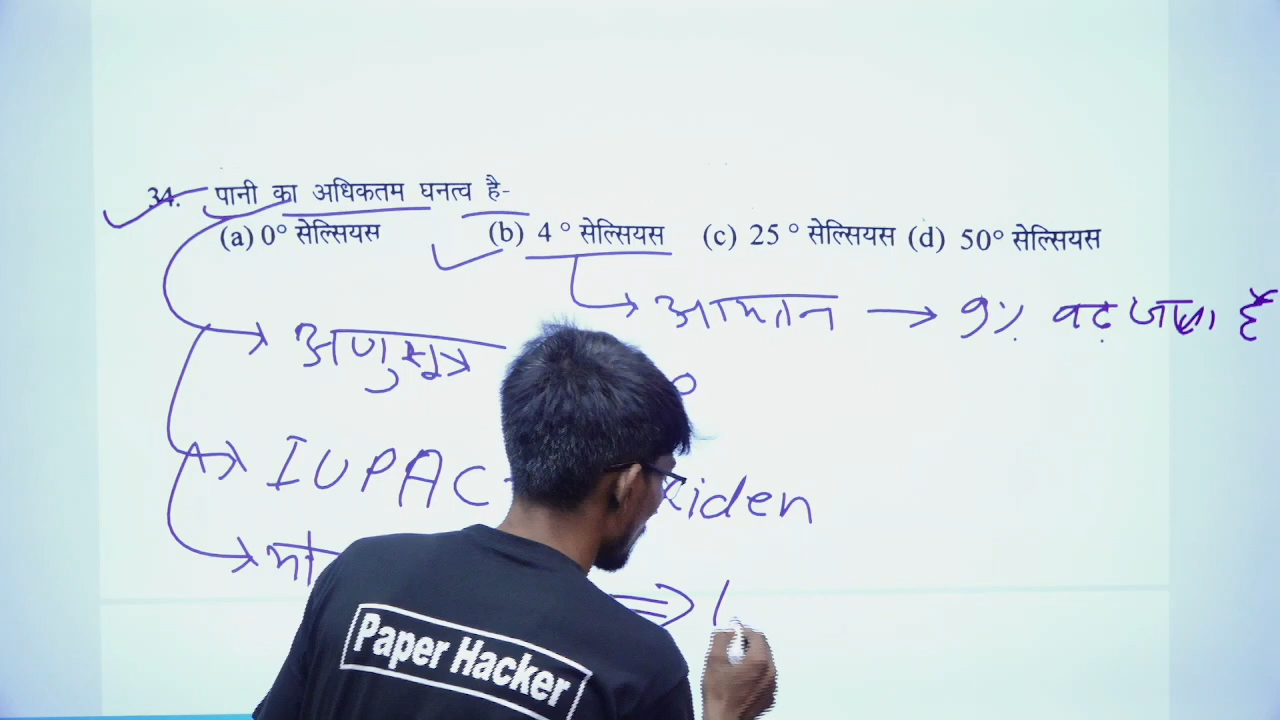 34. पानी का अधिकतम घनत्व है-
(a) 0° सेल्सियस (b) 4° सेल्सियस (c) 25° सेल्सियस (d) 50° सेल्सियस
→ आयतन → 9% बढ़ जाता है
→ अणुसूत्र
→ IUPAC
Paper Hacker